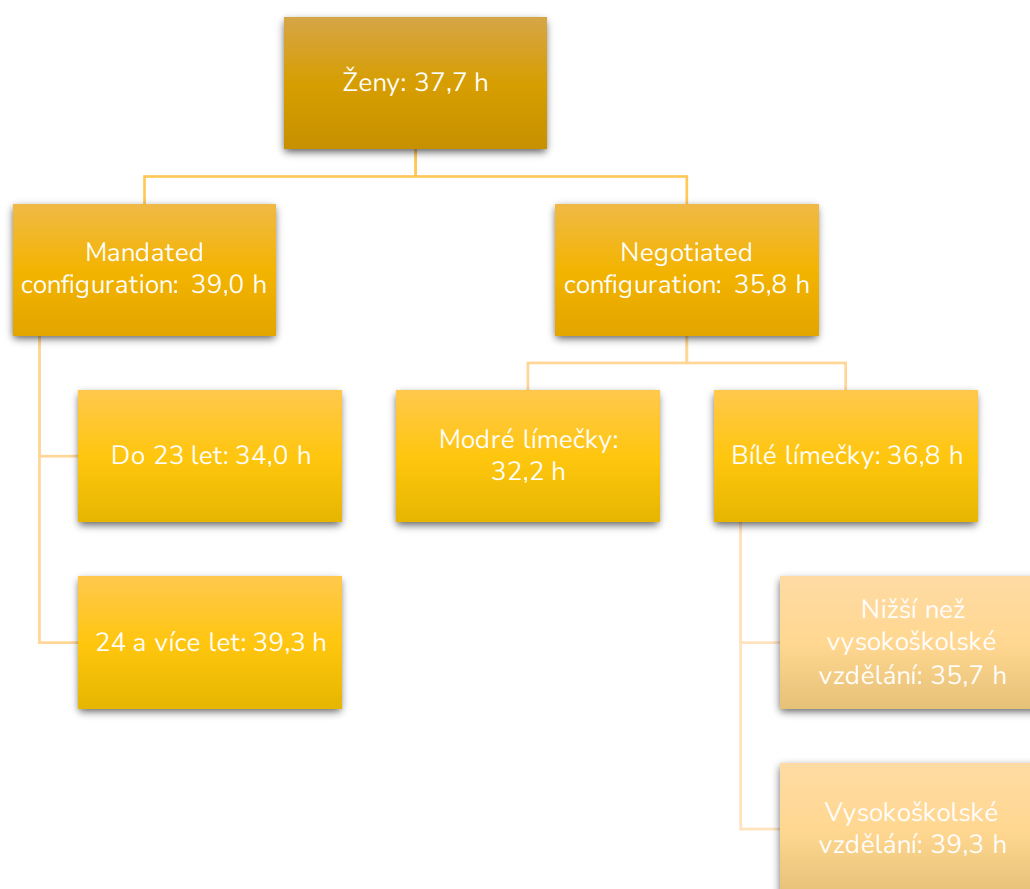 Ženy: 37,7 h
Mandated
configuration: 39,0 h
Negotiated
configuration: 35,8 h
Do 23 let: 34,0 h
24 a více let: 39,3 h
Modré límečky:
32,2 h
Bílé límečky: 36,8 h
Nižší než
vysokoškolské
vzdělání: 35,7 h
Vysokoškolské
vzdělání: 39,3 h